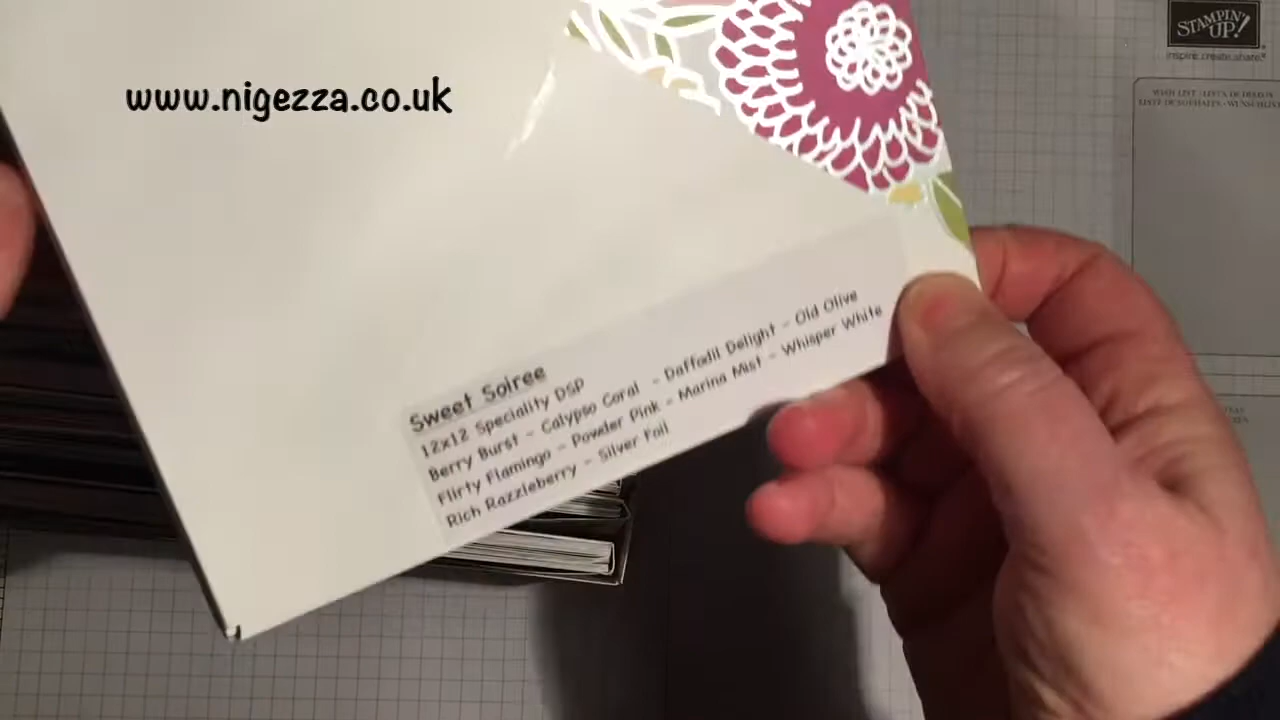 STAMPIN' UP!
inspire.create.share.
www.nigezza.co.uk
Sweet Soiree
12x12 Speciality DSP
Berry Burst - Calypso Coral - Daffodil Delight - Old Olive
Flirty Flamingo - Powder Pink - Marina Mist - Whisper White
Rich Razzleberry - Silver Foil